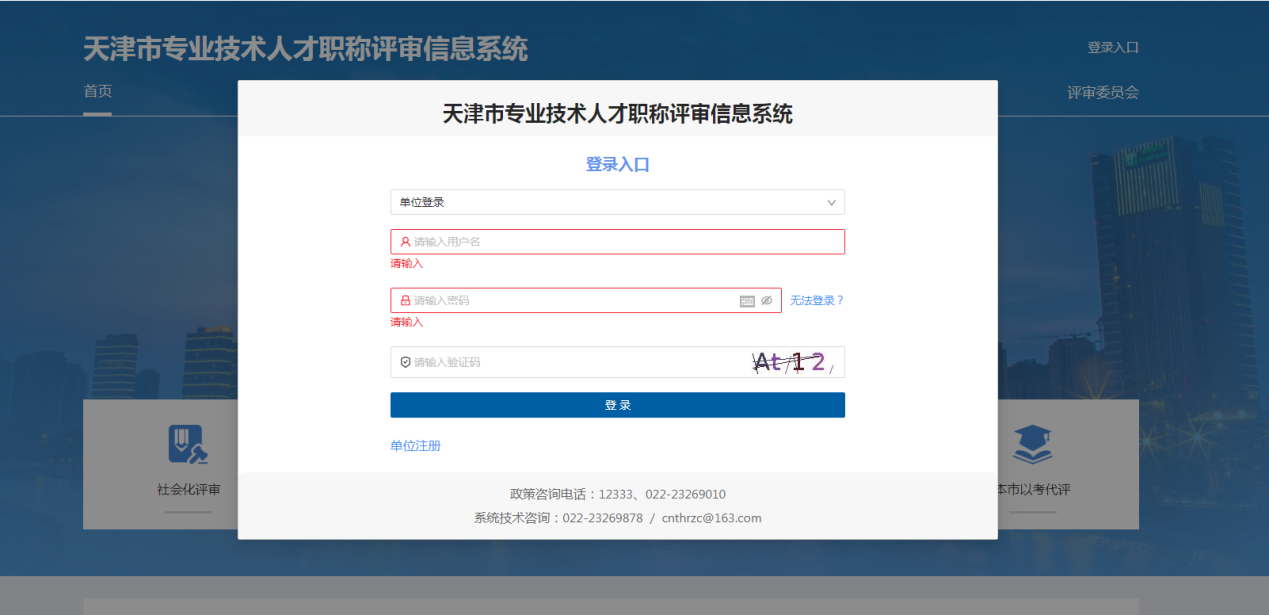 天津市专业技术人才职称评审信息系统
登录入口
首页
评审委员会
天津市专业技术人才职称评审信息系统
登录入口
单位登录
请输入用户名
请输入
请输入密码
无法登录？
请输入
请输入验证码
At12
登 录
单位注册
社会化评审
本市以考代评
政策咨询电话：12333、022-23269010
系统技术咨询：022-23269878 / cnthrzc@163.com